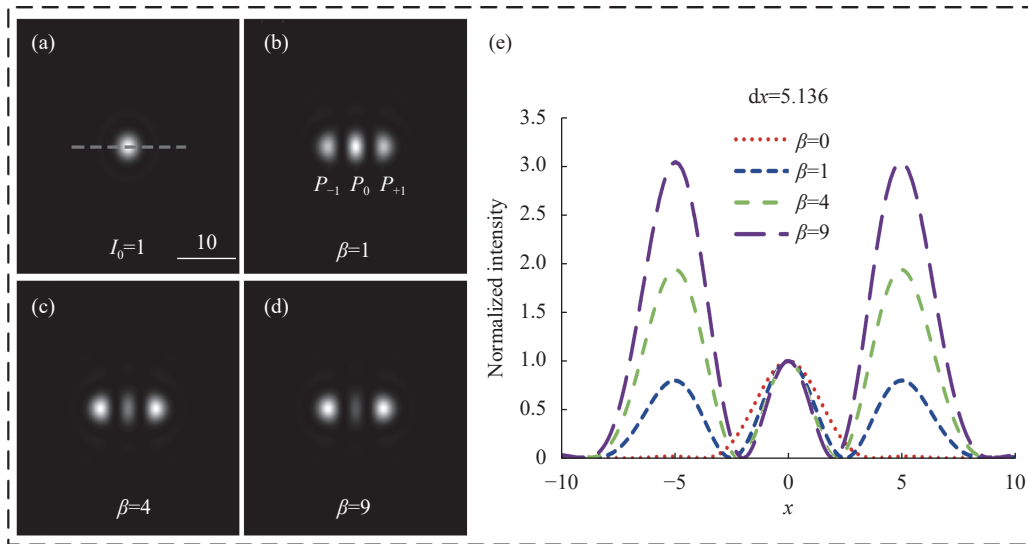 (a)
I₀=1
10
(b)
P₋₁ P₀ P₊₁
β=1
(c)
β=4
(d)
β=9
(e)
dx=5.136
β=0
β=1
β=4
β=9
Normalized intensity
3.5
3.0
2.5
2.0
1.5
1.0
0.5
0
−10 −5 0 5 10
x